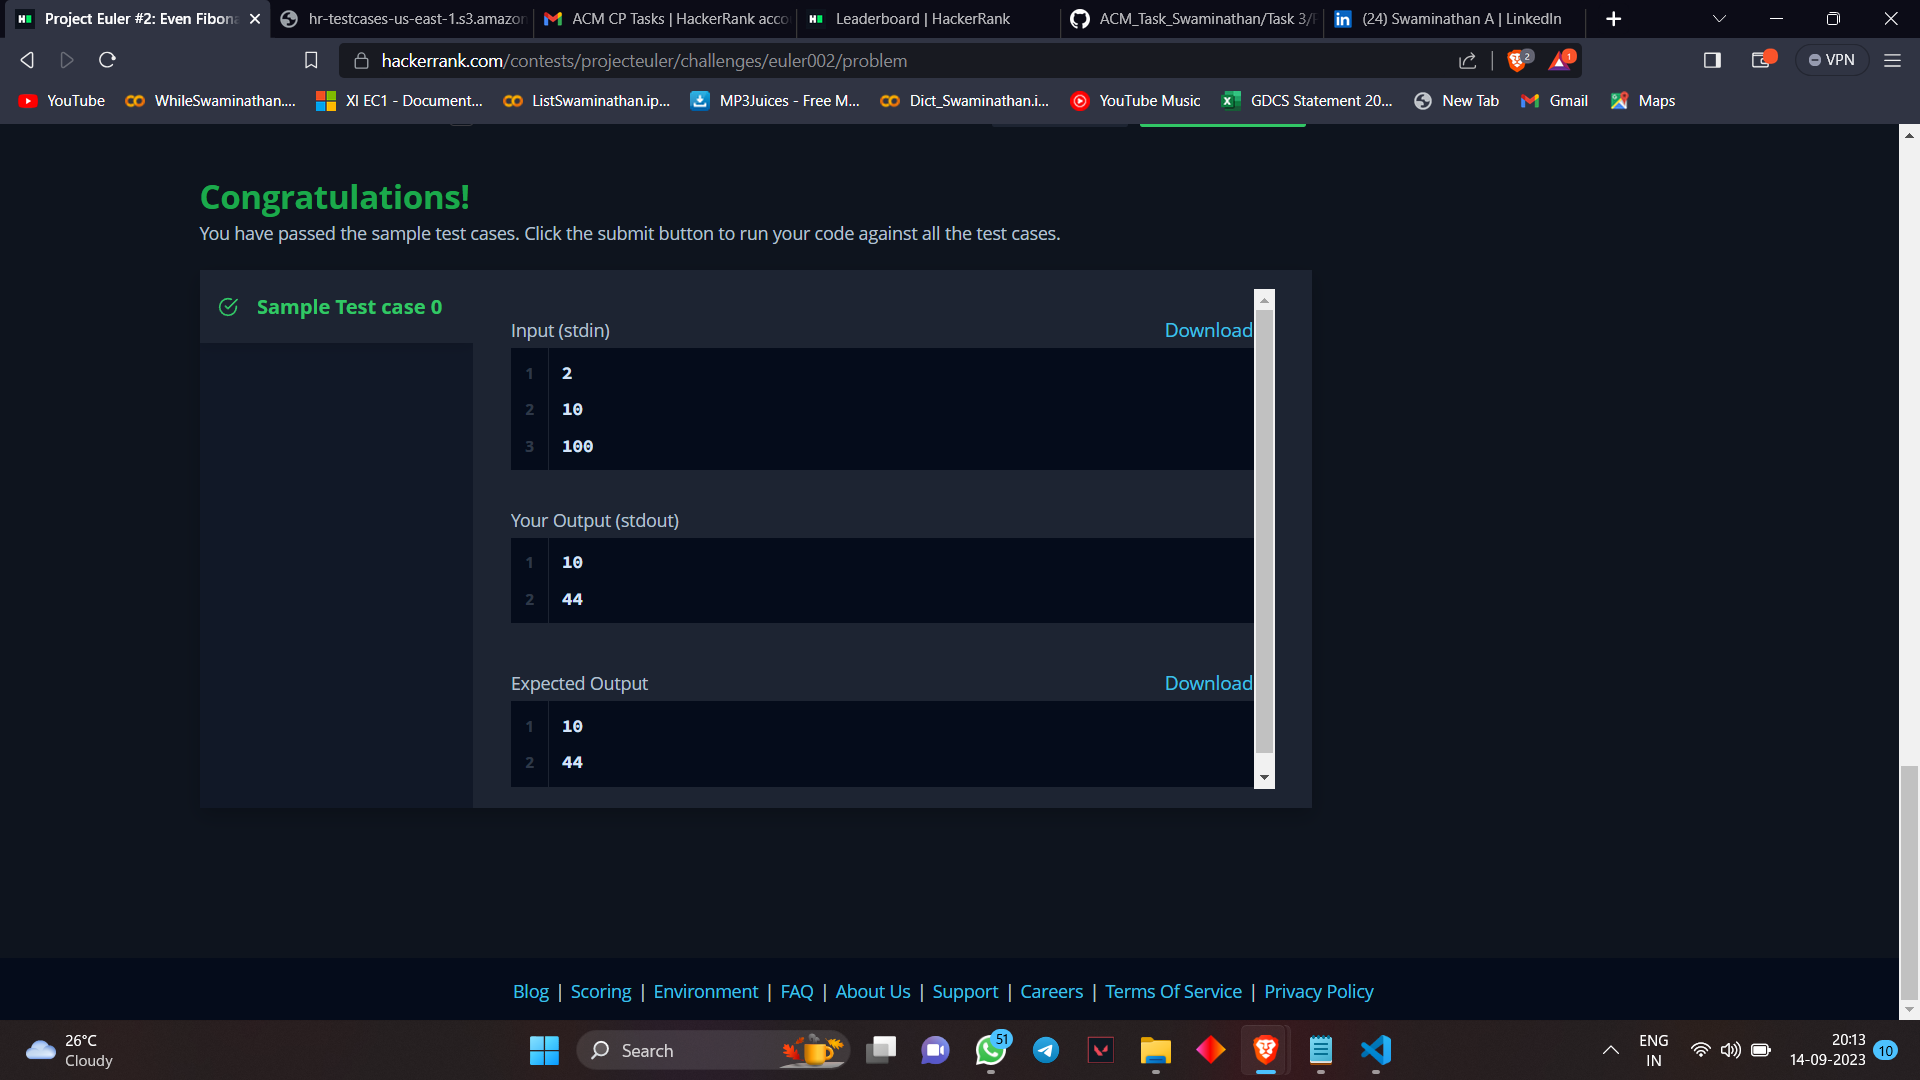 Project Euler #2: Even Fibona
hr-testcases-us-east-1.s3.amazon
ACM CP Tasks | HackerRank acco
Leaderboard | HackerRank
ACM_Task_Swaminathan/Task 3/
(24) Swaminathan A | LinkedIn
hackerrank.com/contests/projecteuler/challenges/euler002/problem
2
1
VPN
YouTube
WhileSwaminathan....
XI EC1 - Document...
ListSwaminathan.ip...
MP3Juices - Free M...
Dict_Swaminathan.i...
YouTube Music
GDCS Statement 20...
New Tab
Gmail
Maps
Congratulations!
You have passed the sample test cases. Click the submit button to run your code against all the test cases.
Sample Test case 0
Input (stdin)
Download
1 2
2 10
3 100
Your Output (stdout)
1 10
2 44
Expected Output
Download
1 10
2 44
Blog | Scoring | Environment | FAQ | About Us | Support | Careers | Terms Of Service | Privacy Policy
26°C
Cloudy
Search
51
ENG
IN
20:13
14-09-2023
10